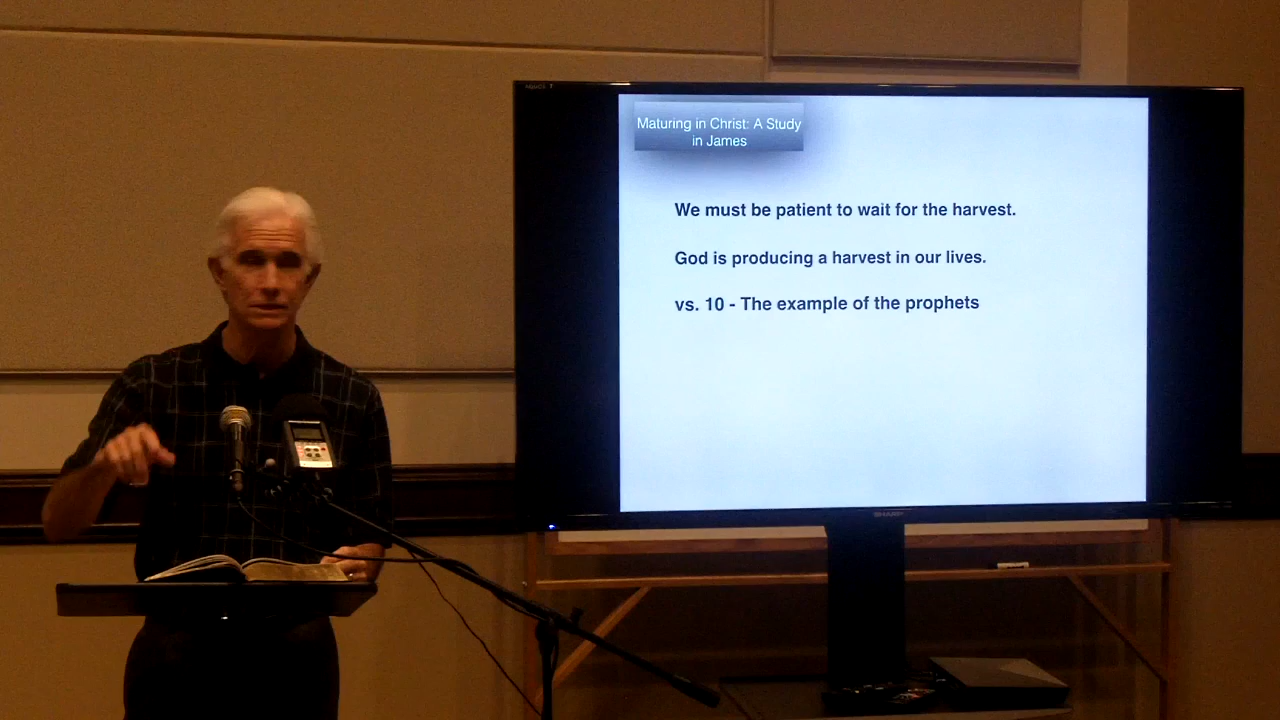 Maturing in Christ: A Study
in James
We must be patient to wait for the harvest.
God is producing a harvest in our lives.
vs. 10 - The example of the prophets
SHARP